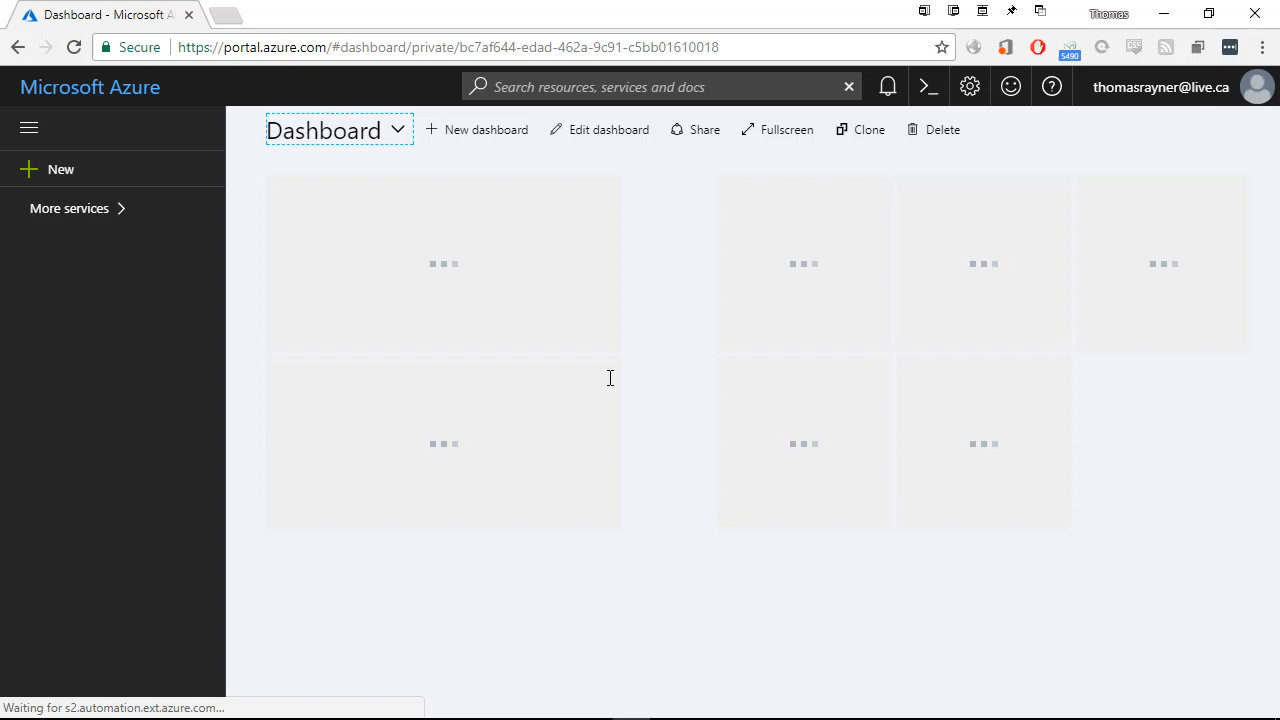 Dashboard - Microsoft A
Thomas
Secure
https://portal.azure.com/#dashboard/private/bc7af644-edad-462a-9c91-c5bb01610018
5490
Microsoft Azure
Search resources, services and docs
thomasrayner@live.ca
Dashboard
New dashboard
Edit dashboard
Share
Fullscreen
Clone
Delete
New
More services
Waiting for s2.automation.ext.azure.com...